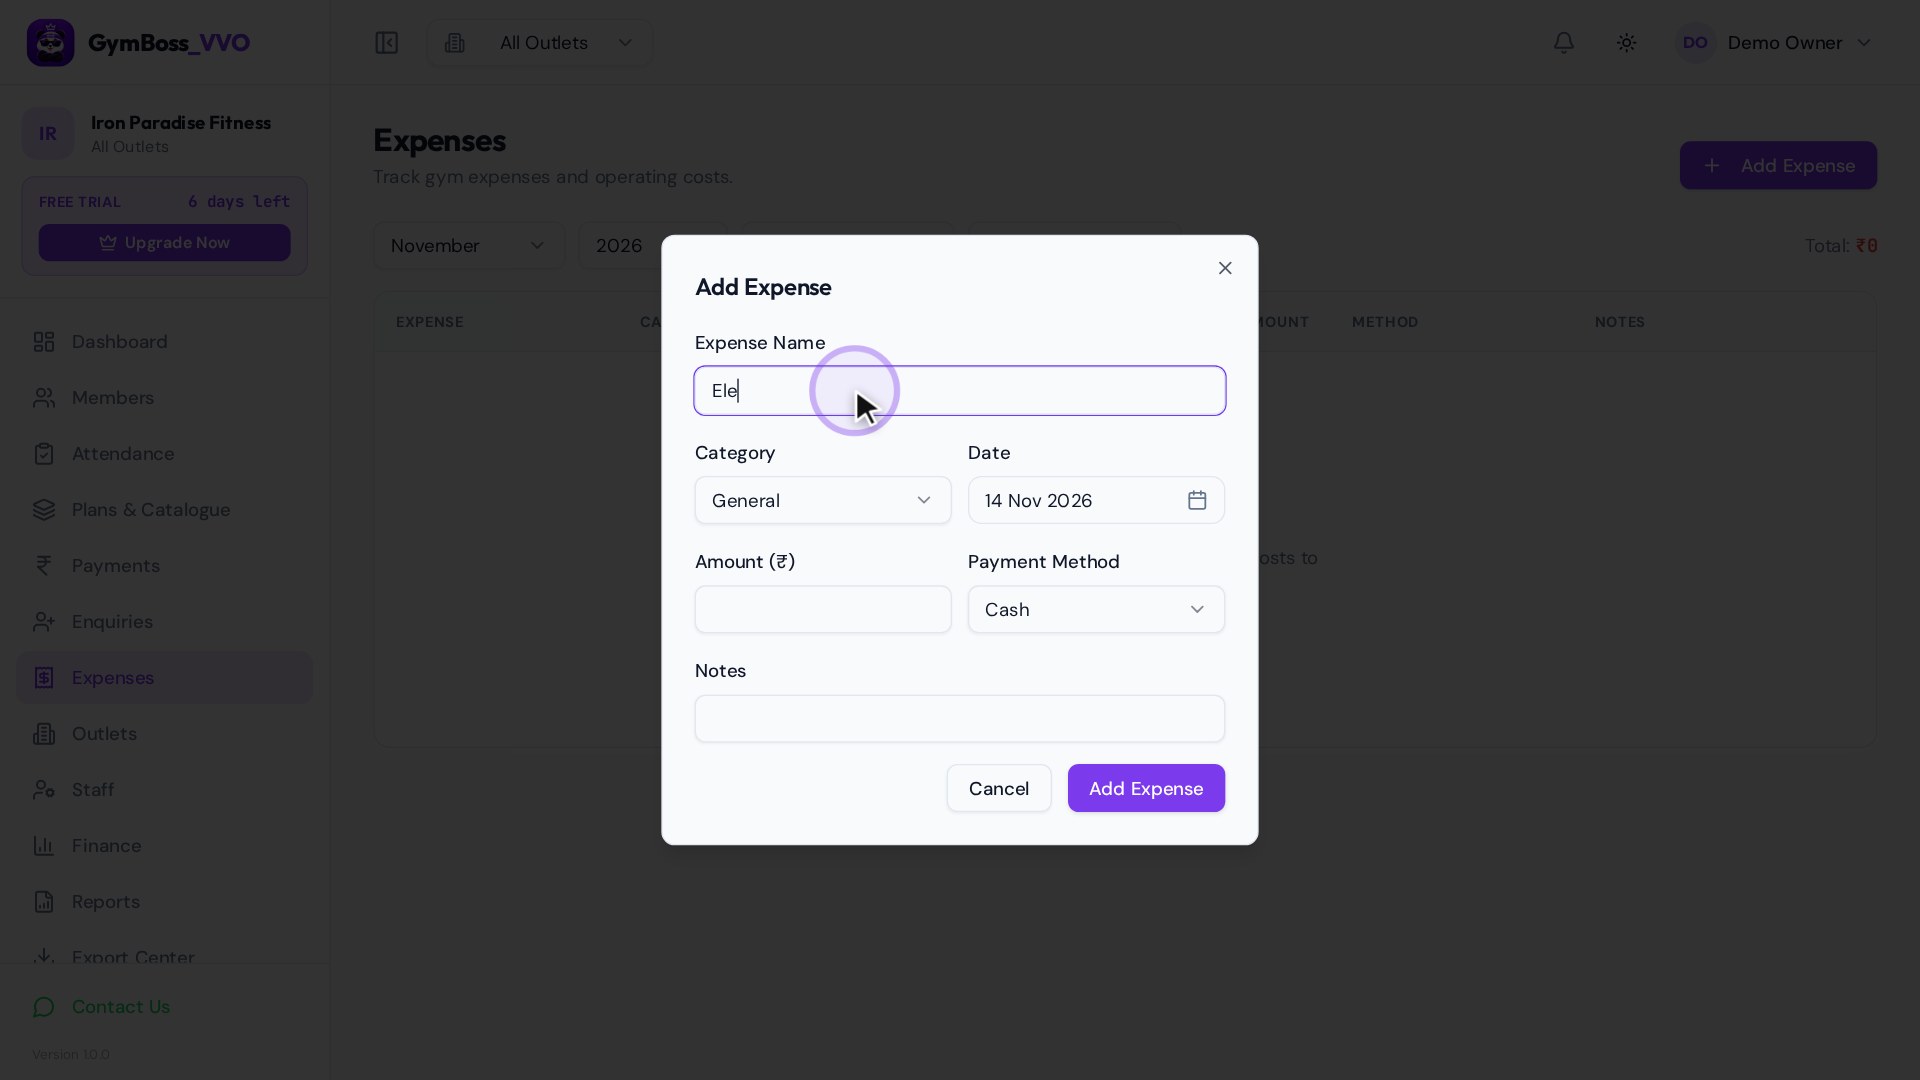 GymBoss_VVO
All Outlets
DO Demo Owner
IR Iron Paradise Fitness
All Outlets
FREE TRIAL 6 days left
Upgrade Now
Dashboard
Members
Attendance
Plans & Catalogue
Payments
Enquiries
Expenses
Outlets
Staff
Finance
Reports
Export Center
Contact Us
Version 1.0.0
Expenses
Track gym expenses and operating costs.
Add Expense
November 2026 Total: ₹0
EXPENSE METHOD NOTES
osts to
Add Expense
Expense Name
Ele
Category Date
General 14 Nov 2026
Amount (₹) Payment Method
Cash
Notes
Cancel Add Expense